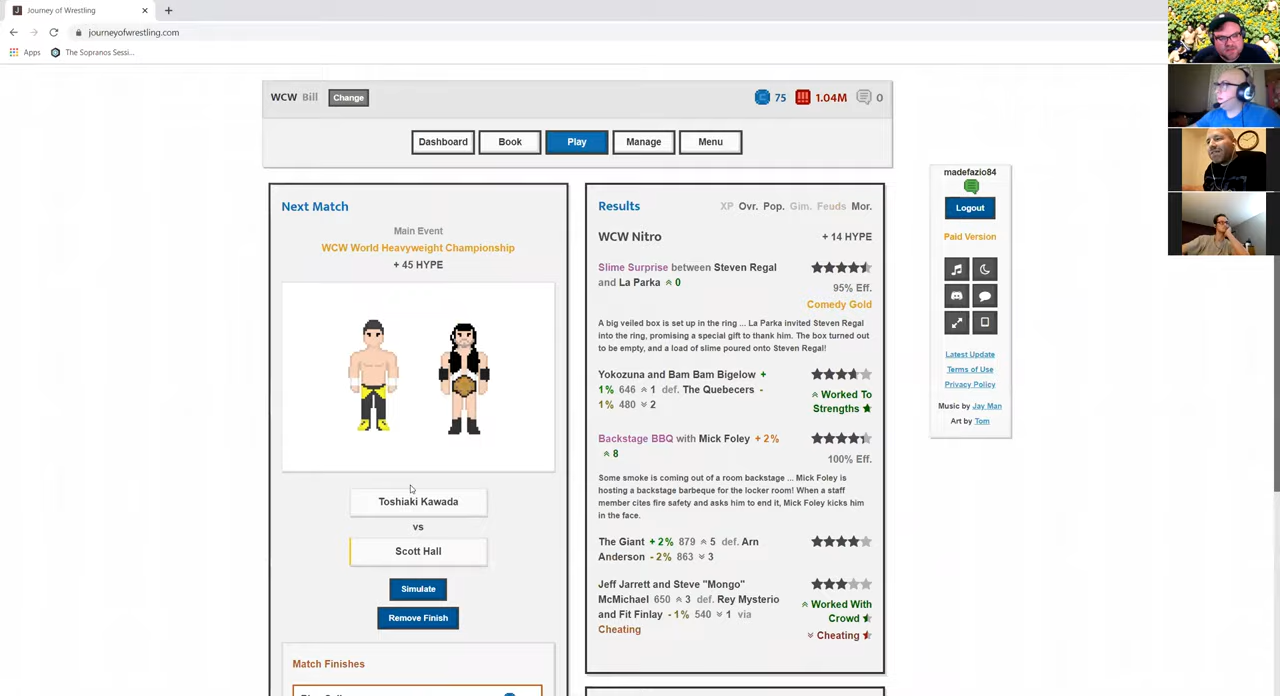 Journey of Wrestling
journeyofwrestling.com
Apps
The Sopranos Sessi...
WCW Bill Change
75 1.04M 0
Dashboard Book Play Manage Menu
Next Match
Main Event
WCW World Heavyweight Championship
+ 45 HYPE
Toshiaki Kawada
vs
Scott Hall
Simulate
Remove Finish
Match Finishes
Results XP Ovr. Pop. Gim. Feuds Mor.
WCW Nitro + 14 HYPE
Slime Surprise between Steven Regal
and La Parka 0
95% Eff.
Comedy Gold
A big veiled box is set up in the ring ... La Parka invited Steven Regal
into the ring, promising a special gift to thank him. The box turned out
to be empty, and a load of slime poured onto Steven Regal!
Yokozuna and Bam Bam Bigelow +
1% 646 1 def. The Quebecers -
1% 480 2
Worked To
Strengths
Backstage BBQ with Mick Foley + 2%
8
100% Eff.
Some smoke is coming out of a room backstage ... Mick Foley is
hosting a backstage barbeque for the locker room! When a staff
member cites fire safety and asks him to end it, Mick Foley kicks him
in the face.
The Giant + 2% 879 5 def. Arn
Anderson - 2% 863 3
Jeff Jarrett and Steve "Mongo"
McMichael 650 3 def. Rey Mysterio
and Fit Finlay - 1% 540 1 via
Cheating
Worked With
Crowd
Cheating
madefazio84
Logout
Paid Version
Latest Update
Terms of Use
Privacy Policy
Music by Jay Man
Art by Tom